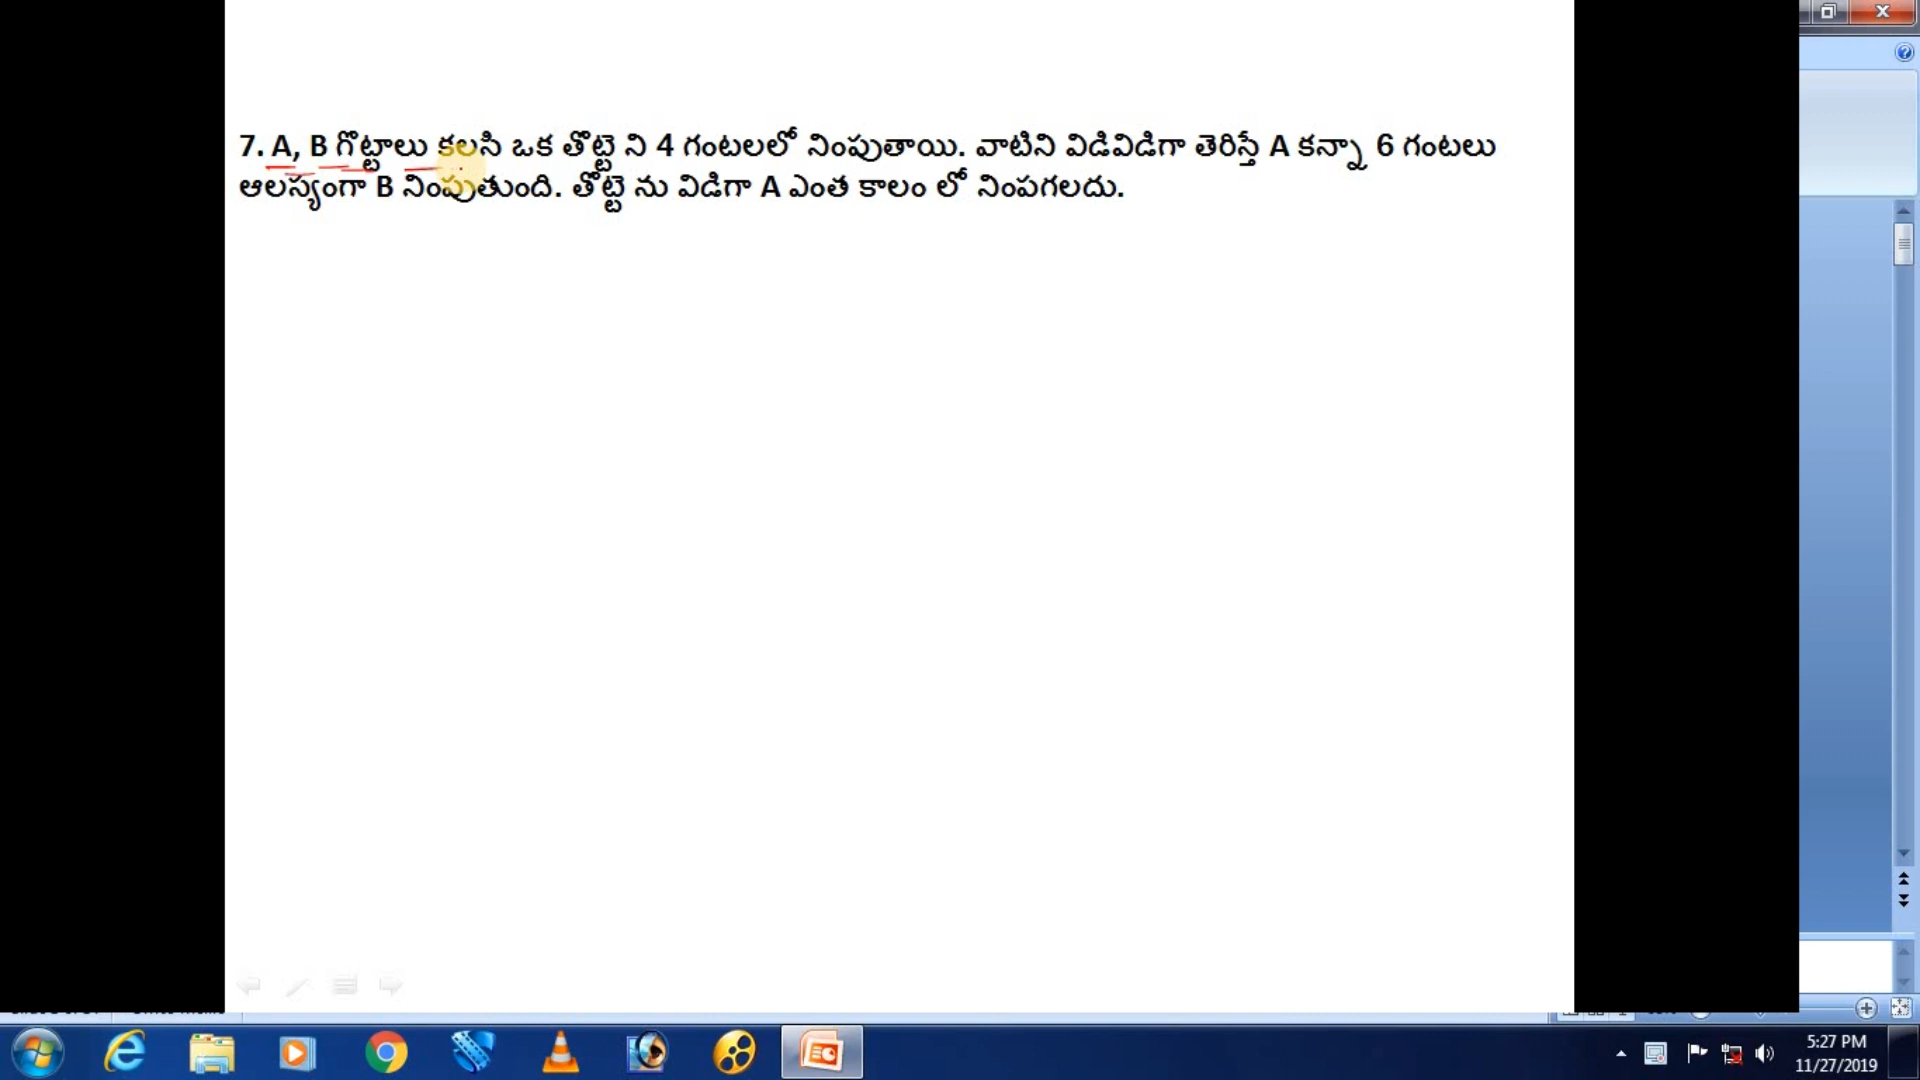 7. A, B గొట్టాలు కలసి ఒక తొట్టె ని 4 గంటలలో నింపుతాయి. వాటిని విడివిడిగా తెరిస్తే A కన్నా 6 గంటలు
ఆలస్యంగా B నింపుతుంది. తొట్టె ను విడిగా A ఎంత కాలం లో నింపగలదు.
5:27 PM
11/27/2019